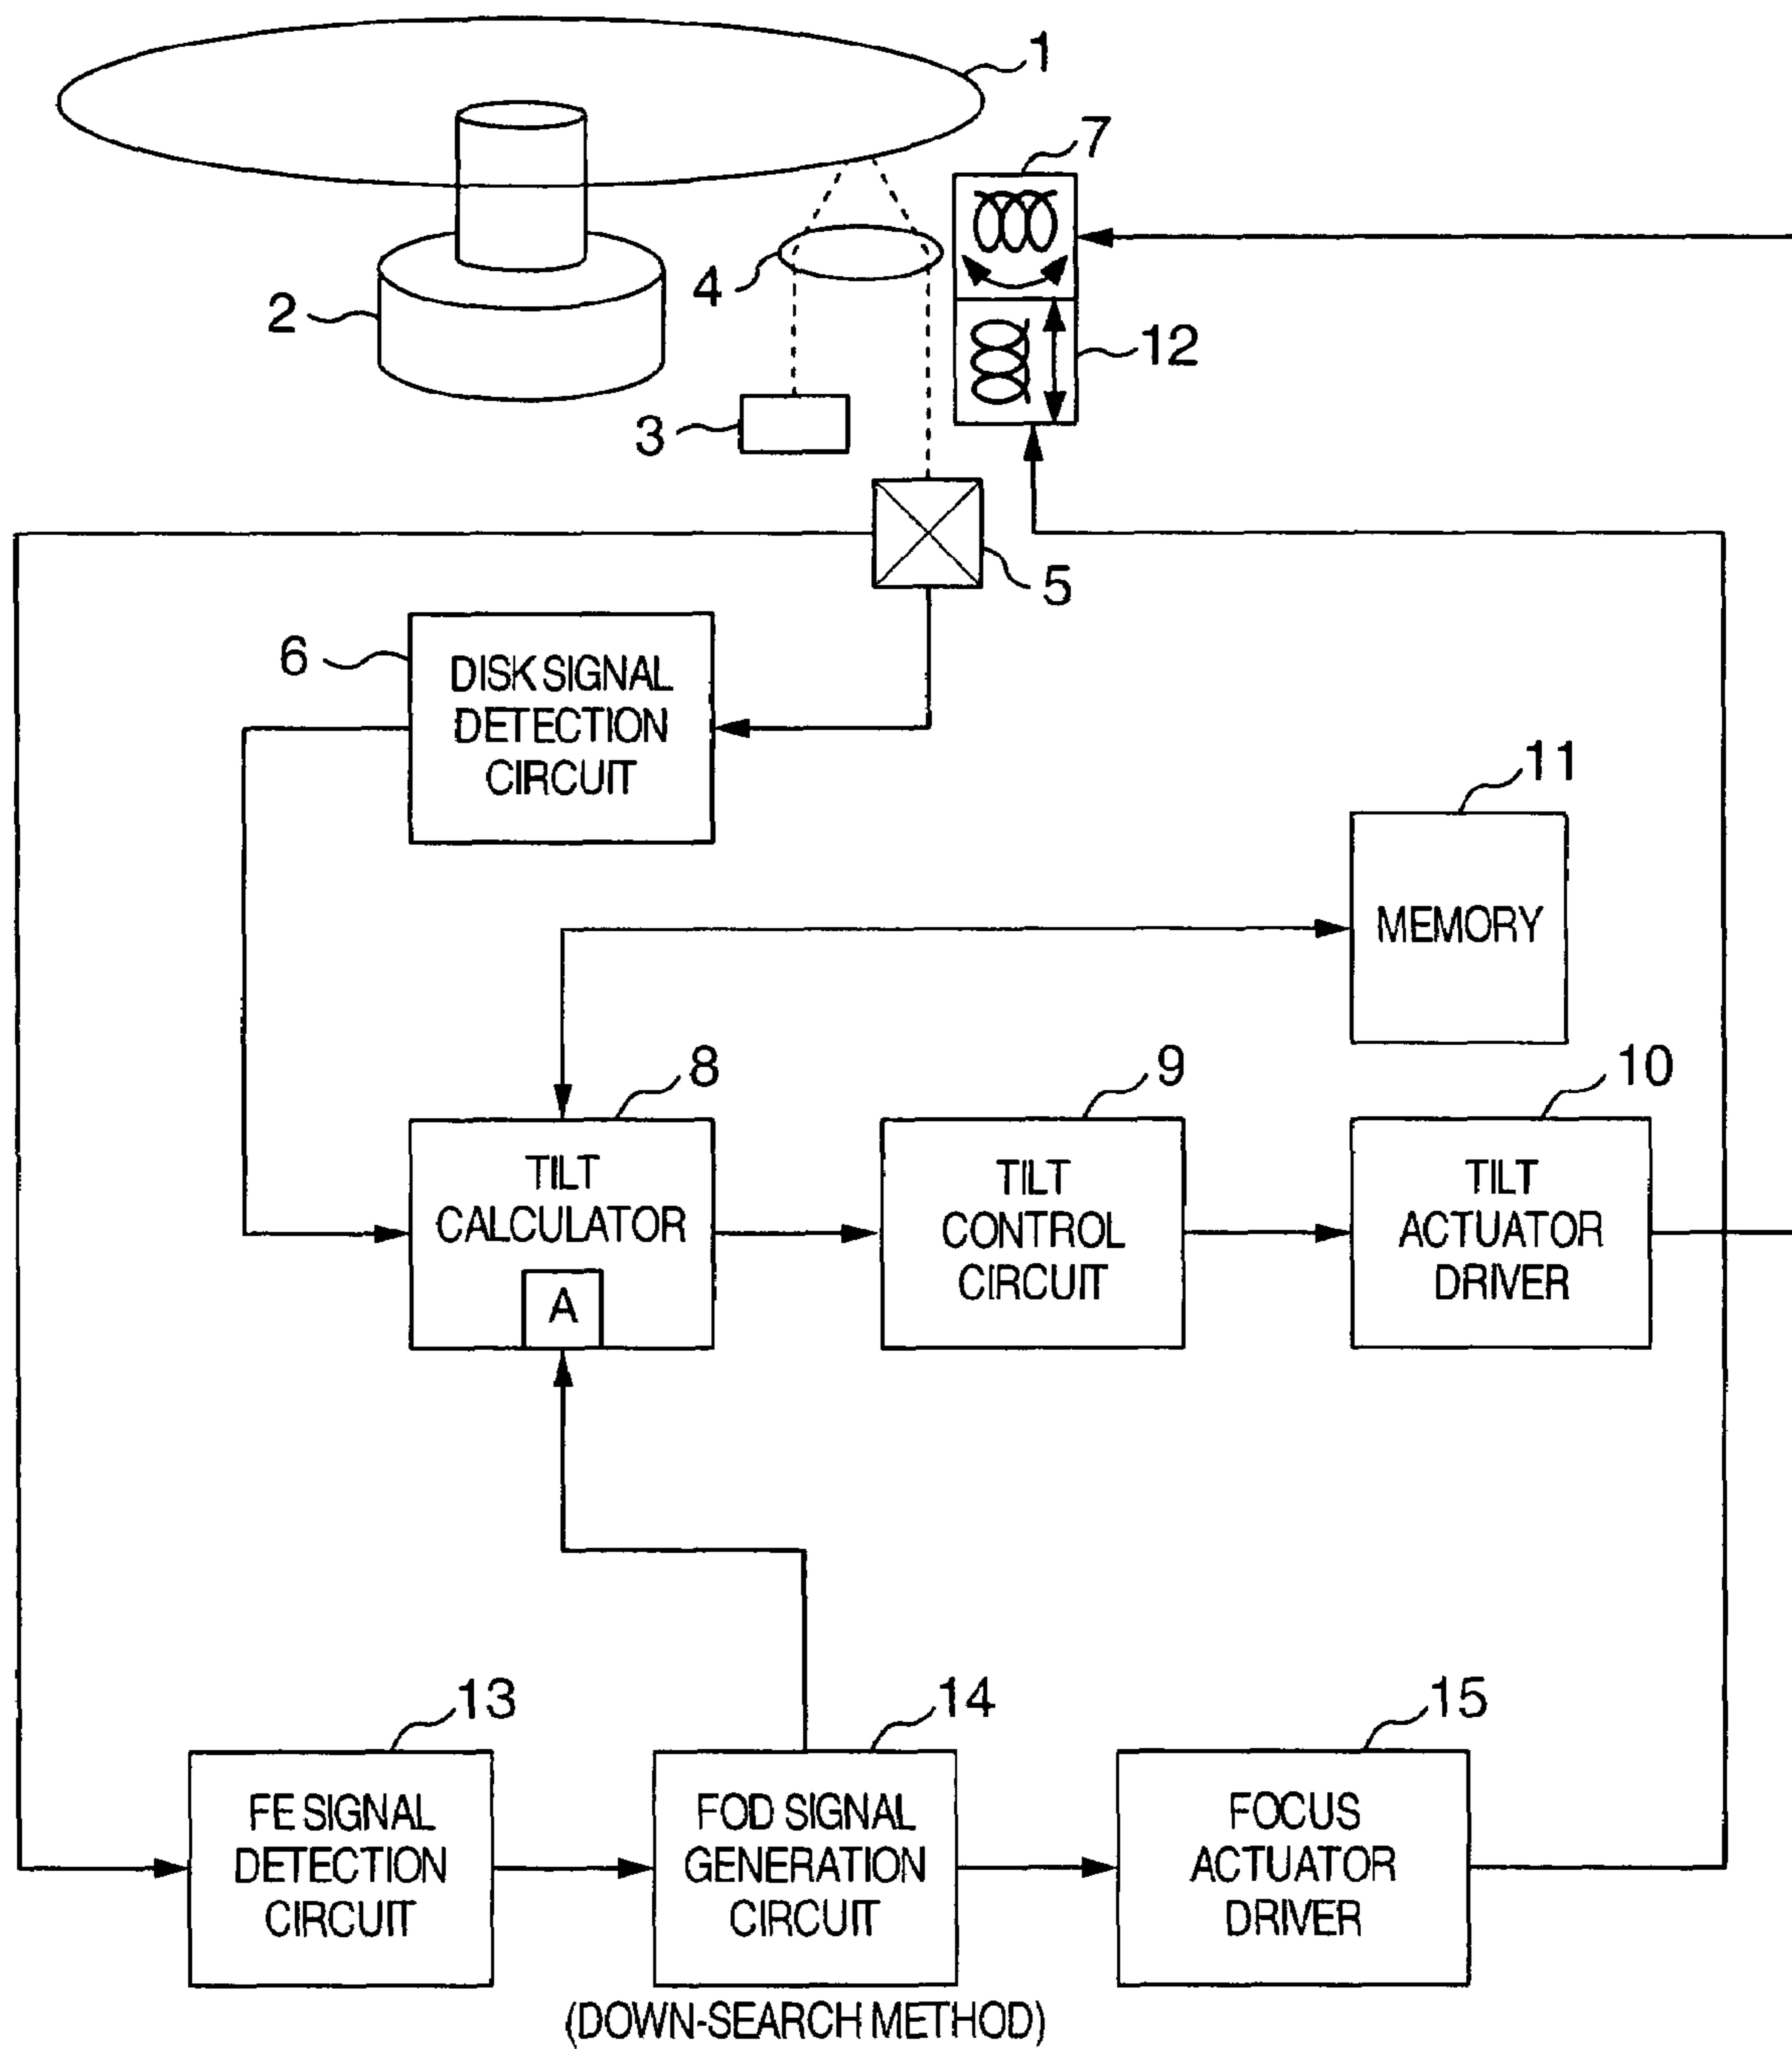 1
7
4
2
12
3
5
6
DISK SIGNAL
DETECTION
CIRCUIT
11
MEMORY
8
9
10
TILT
CALCULATOR
A
TILT
CONTROL
CIRCUIT
TILT
ACTUATOR
DRIVER
13
14
15
FE SIGNAL
DETECTION
CIRCUIT
FOD SIGNAL
GENERATION
CIRCUIT
FOCUS
ACTUATOR
DRIVER
(DOWN-SEARCH METHOD)